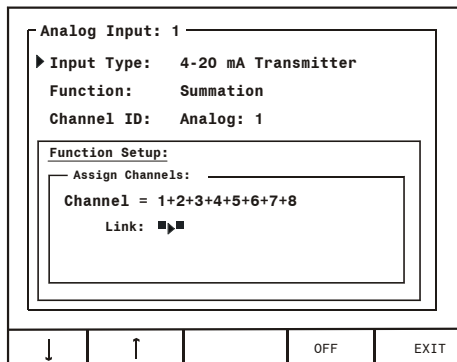 Analog Input: 1
Input Type: 4-20 mA Transmitter
Function: Summation
Channel ID: Analog: 1
Function Setup:
Assign Channels:
Channel = 1+2+3+4+5+6+7+8
Link:
OFF EXIT